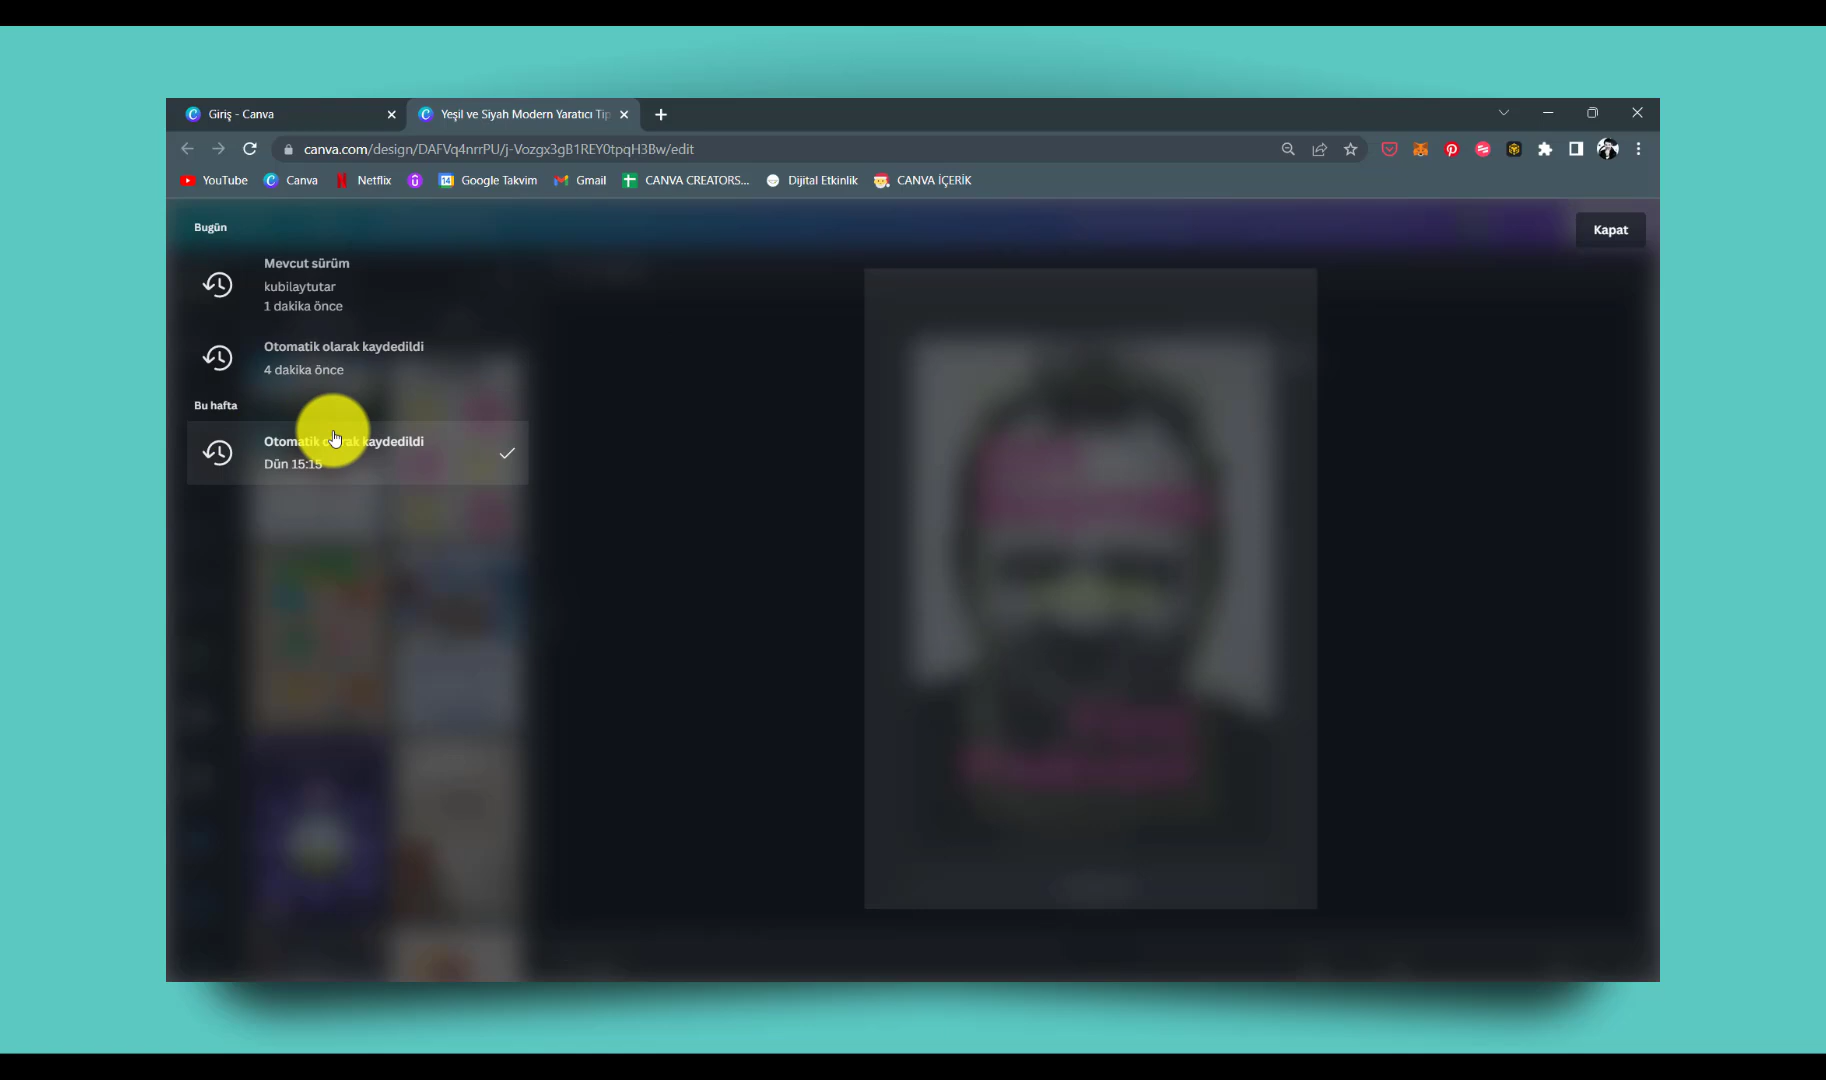 Giriş - Canva
Yeşil ve Siyah Modern Yaratıcı Tip
canva.com/design/DAFVq4nrrPU/j-Vozgx3gB1REY0tpqH3Bw/edit
YouTube Canva Netflix Google Takvim Gmail CANVA CREATORS... Dijital Etkinlik CANVA İÇERİK
Bugün
Kapat
Mevcut sürüm
kubilaytutar
1 dakika önce
Otomatik olarak kaydedildi
4 dakika önce
Bu hafta
Otomatik olarak kaydedildi
Dün 15:15